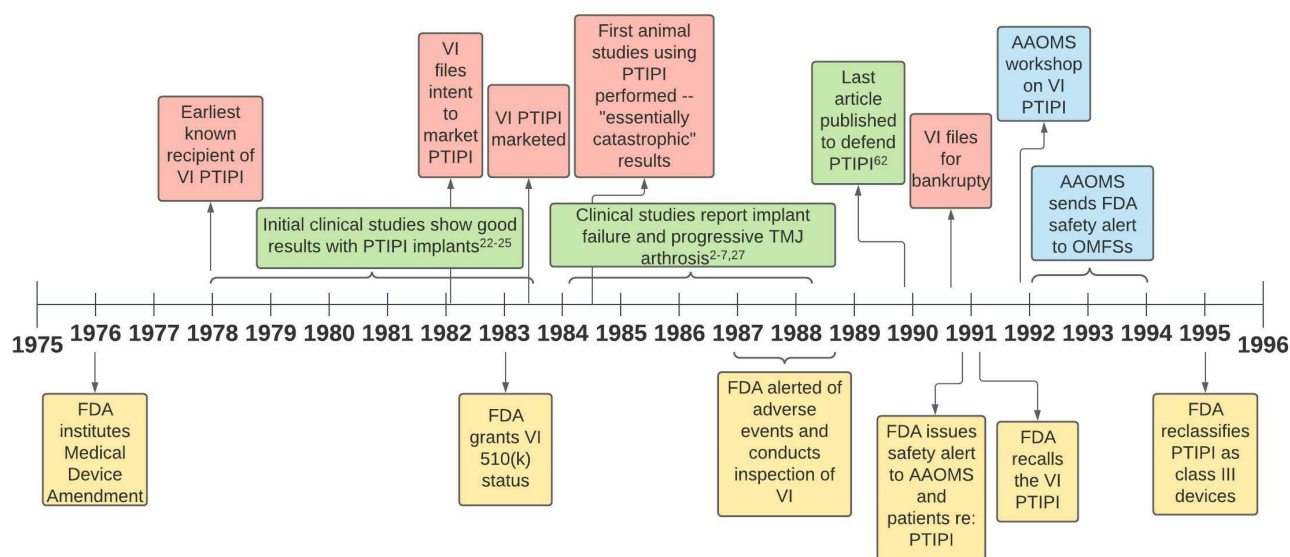 Earliest
known
recipient of
VI PTIPI
VI
files
intent
to
market
PTIPI
VI PTIPI
marketed
First animal
studies using
PTIPI
performed --
"essentially
catastrophic"
results
Last
article
published
to defend
PTIPI62
VI files
for
bankrupty
AAOMS
workshop
on VI
PTIPI
AAOMS
sends FDA
safety alert
to OMFSs
Initial clinical studies show good
results with PTIPI implants22-25
Clinical studies report implant
failure and progressive TMJ
arthrosis2-7,27
1975 1976 1977 1978 1979 1980 1981 1982 1983 1984 1985 1986 1987 1988 1989 1990 1991 1992 1993 1994 1995 1996
FDA
institutes
Medical
Device
Amendment
FDA
grants VI
510(k)
status
FDA alerted of
adverse
events and
conducts
inspection of
VI
FDA issues
safety alert
to AAOMS
and
patients re:
PTIPI
FDA
recalls
the VI
PTIPI
FDA
reclassifies
PTIPI as
class III
devices